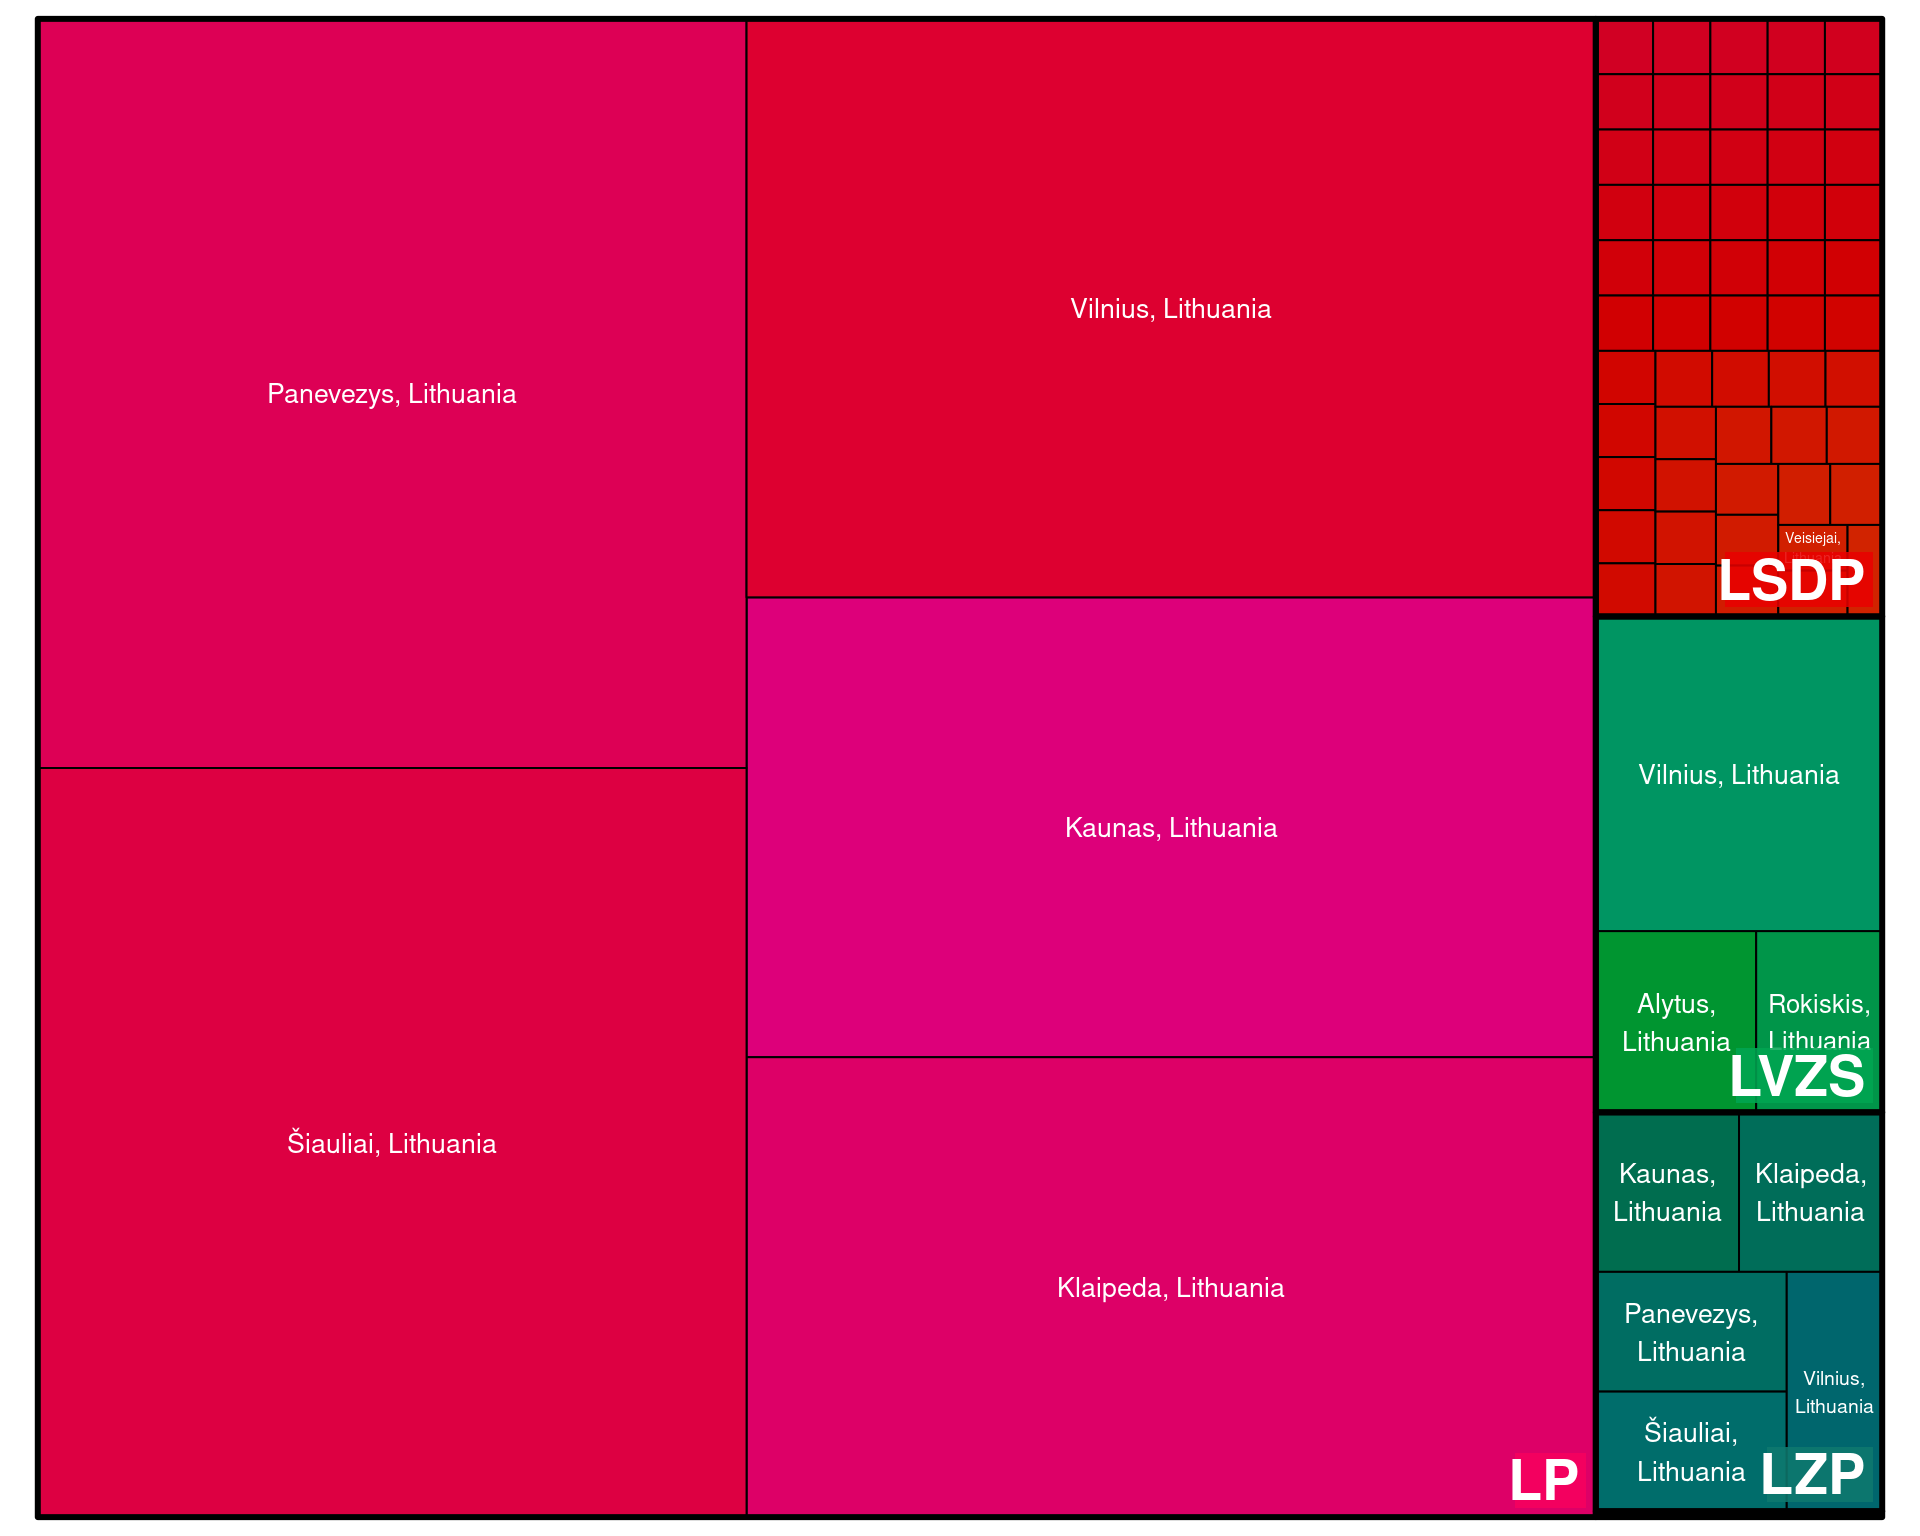 Panevezys, Lithuania
Šiauliai, Lithuania
Vilnius, Lithuania
Kaunas, Lithuania
Klaipeda, Lithuania
LP
Veisiejai,
Lithuania
LSDP
Vilnius, Lithuania
Alytus,
Lithuania
Rokiskis,
Lithuania
LVZS
Kaunas,
Lithuania
Klaipeda,
Lithuania
Panevezys,
Lithuania
Šiauliai,
Lithuania
Vilnius,
Lithuania
LZP